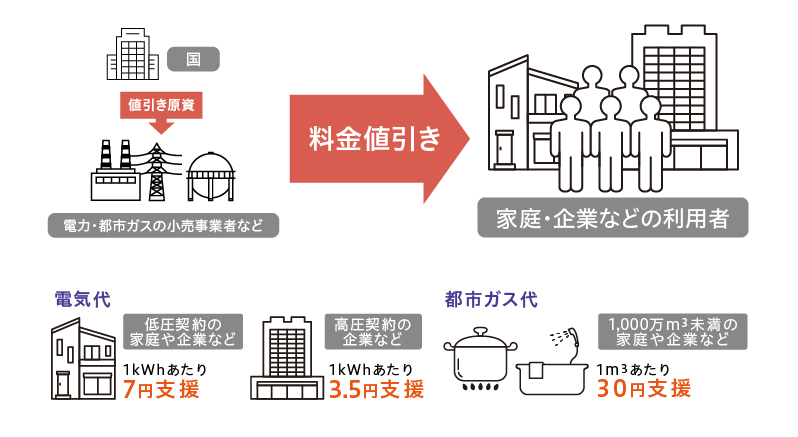 国
値引き原資
電力・都市ガスの小売事業者など
料金値引き
家庭・企業などの利用者
電気代
低圧契約の
家庭や企業など
1kWhあたり
7円支援
高圧契約の
企業など
1kWhあたり
3.5円支援
都市ガス代
1,000万m³未満の
家庭や企業など
1m³あたり
30円支援